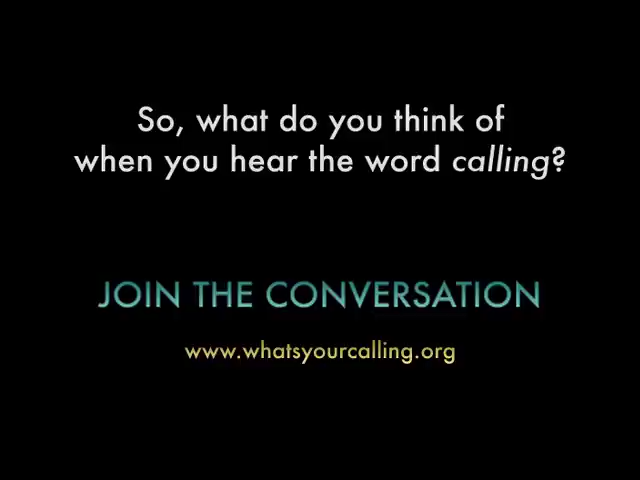 So, what do you think of
when you hear the word calling?
JOIN THE CONVERSATION
www.whatsyourcalling.org